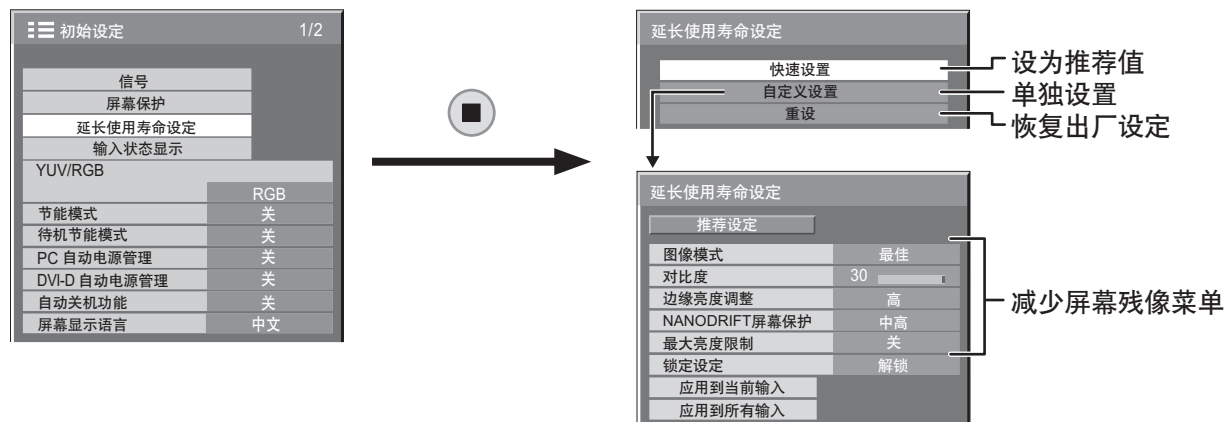 初始设定 1/2
信号
屏幕保护
延长使用寿命设定
输入状态显示
YUV/RGB
RGB
节能模式 关
待机节能模式 关
PC 自动电源管理 关
DVI-D 自动电源管理 关
自动关机功能 关
屏幕显示语言 中文
延长使用寿命设定
快速设置 设为推荐值
自定义设置 单独设置
重设 恢复出厂设定
延长使用寿命设定
推荐设定
图像模式 最佳
对比度 30
边缘亮度调整 高
NANODRIFT屏幕保护 中高
最大亮度限制 关
锁定设定 解锁
应用到当前输入
应用到所有输入
减少屏幕残像菜单